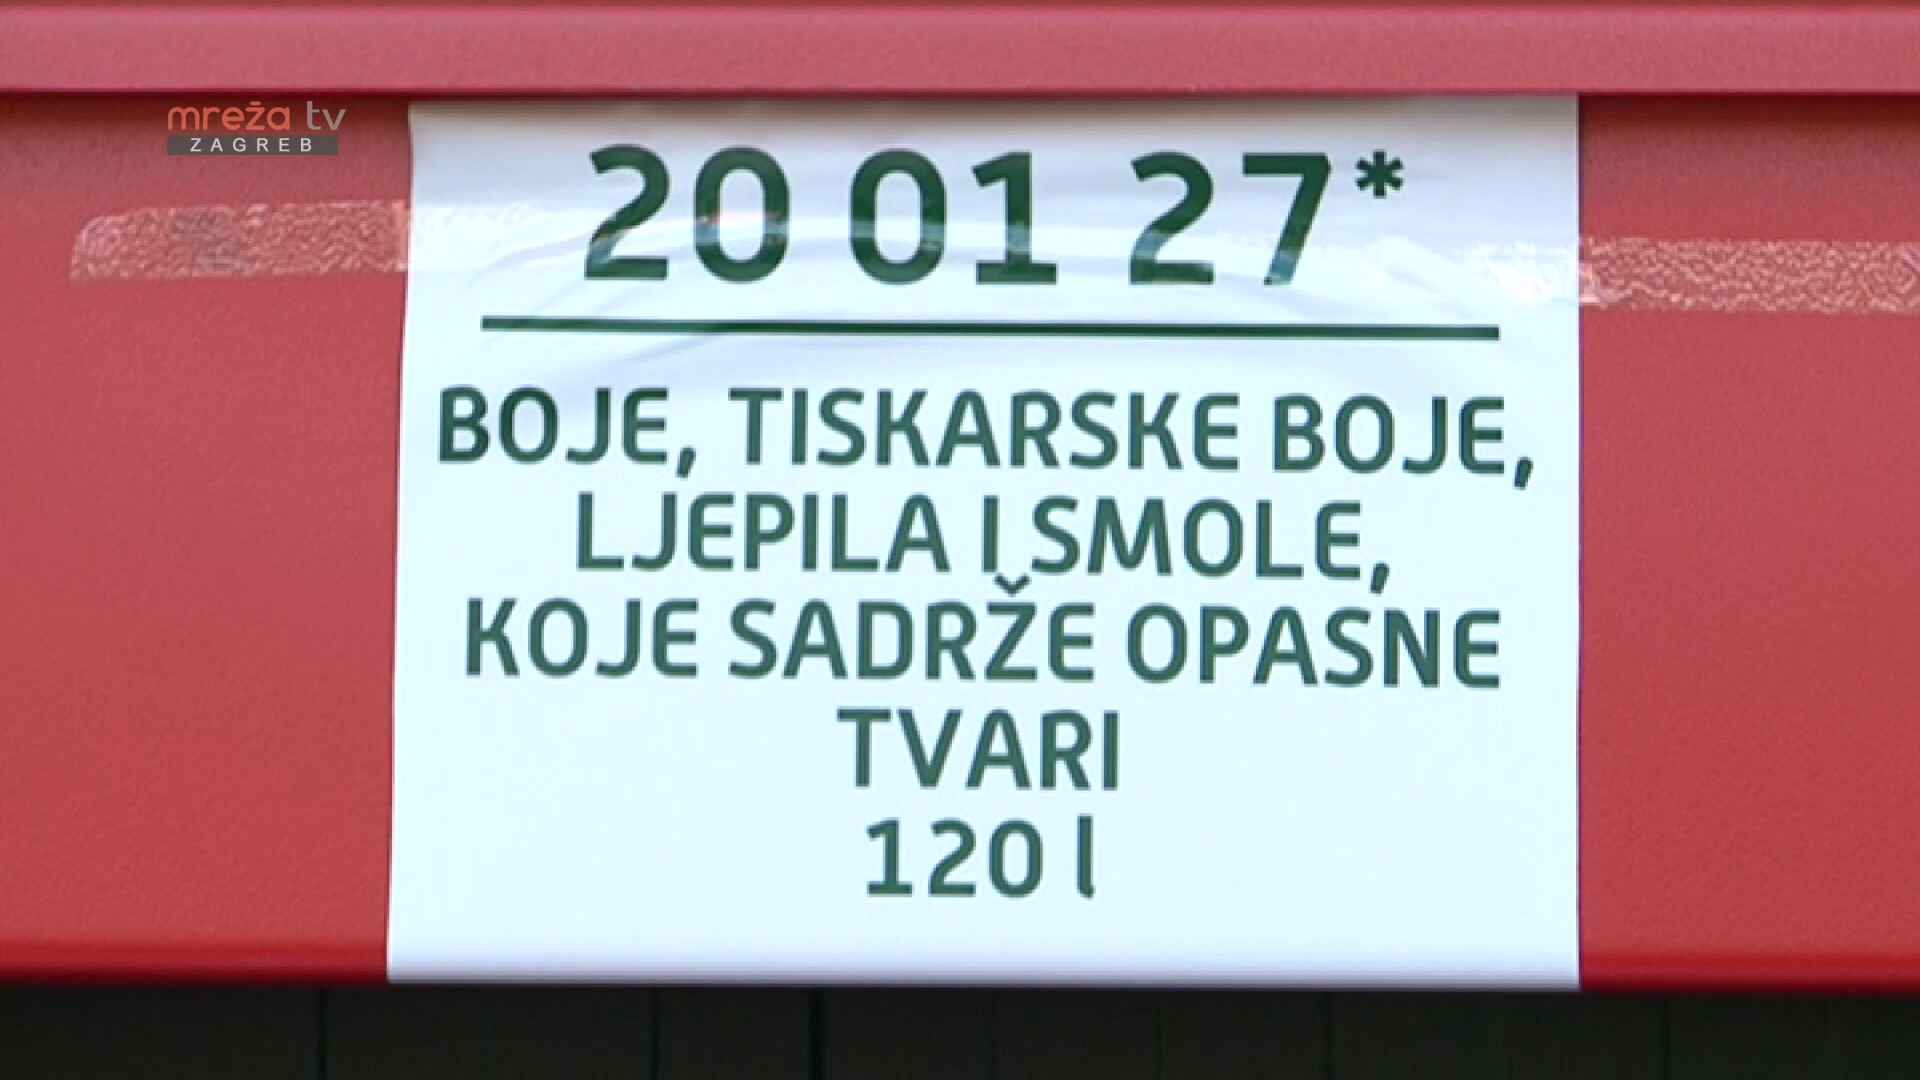 mreža tv
ZAGREB
20 01 27*
BOJE, TISKARSKE BOJE,
LJEPILA I SMOLE,
KOJE SADRŽE OPASNE
TVARI
120 l